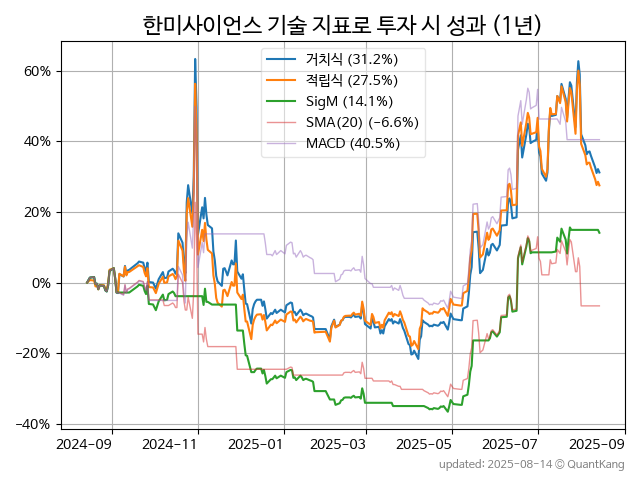 한미사이언스 기술 지표로 투자 시 성과 (1년)
거치식 (31.2%)
적립식 (27.5%)
SigM (14.1%)
SMA(20) (−6.6%)
MACD (40.5%)
60%
40%
20%
0%
−20%
−40%
2024-09 2024-11 2025-01 2025-03 2025-05 2025-07 2025-09
updated: 2025-08-14 © QuantKang